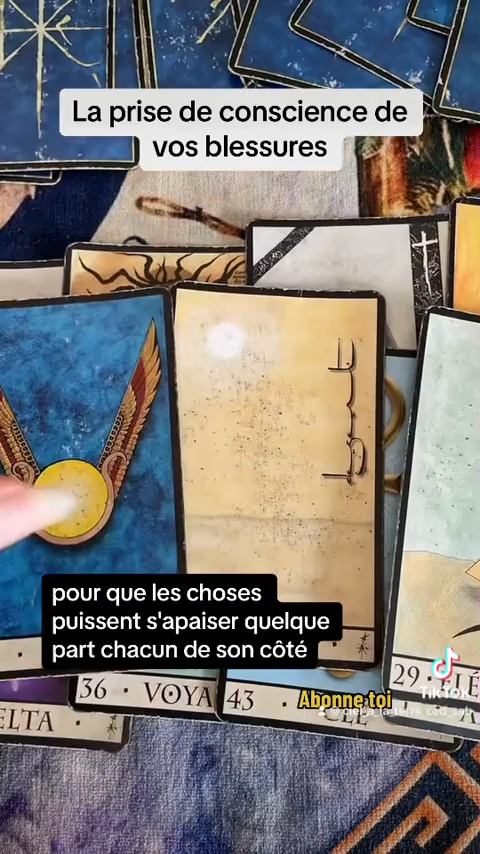 La prise de conscience de
vos blessures
pour que les choses
puissent s'apaiser quelque
part chacun de son côté
36 · VOYA
43
29
ELTA
Abonne toi
TikTok